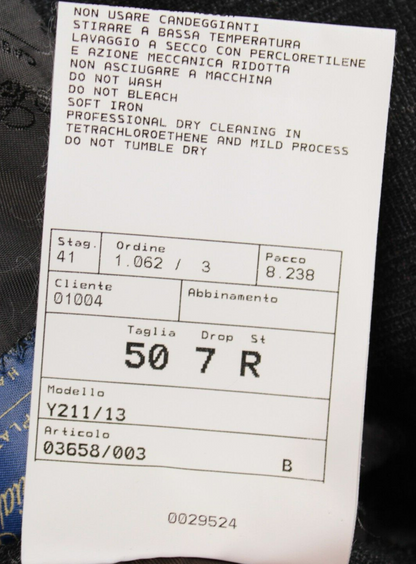 NON USARE CANDEGGIANTI
STIRARE A BASSA TEMPERATURA
LAVAGGIO A SECCO CON PERCLORETILENE
E AZIONE MECCANICA RIDOTTA
NON ASCIUGARE A MACCHINA
DO NOT WASH
DO NOT BLEACH
SOFT IRON
PROFESSIONAL DRY CLEANING IN
TETRACHLOROETHENE AND MILD PROCESS
DO NOT TUMBLE DRY
Stag. Ordine Pacco
41 1.062 / 3 8.238
Cliente Abbinamento
01004
Taglia Drop St
50 7 R
Modello
Y211/13
Articolo
03658/003 B
0029524